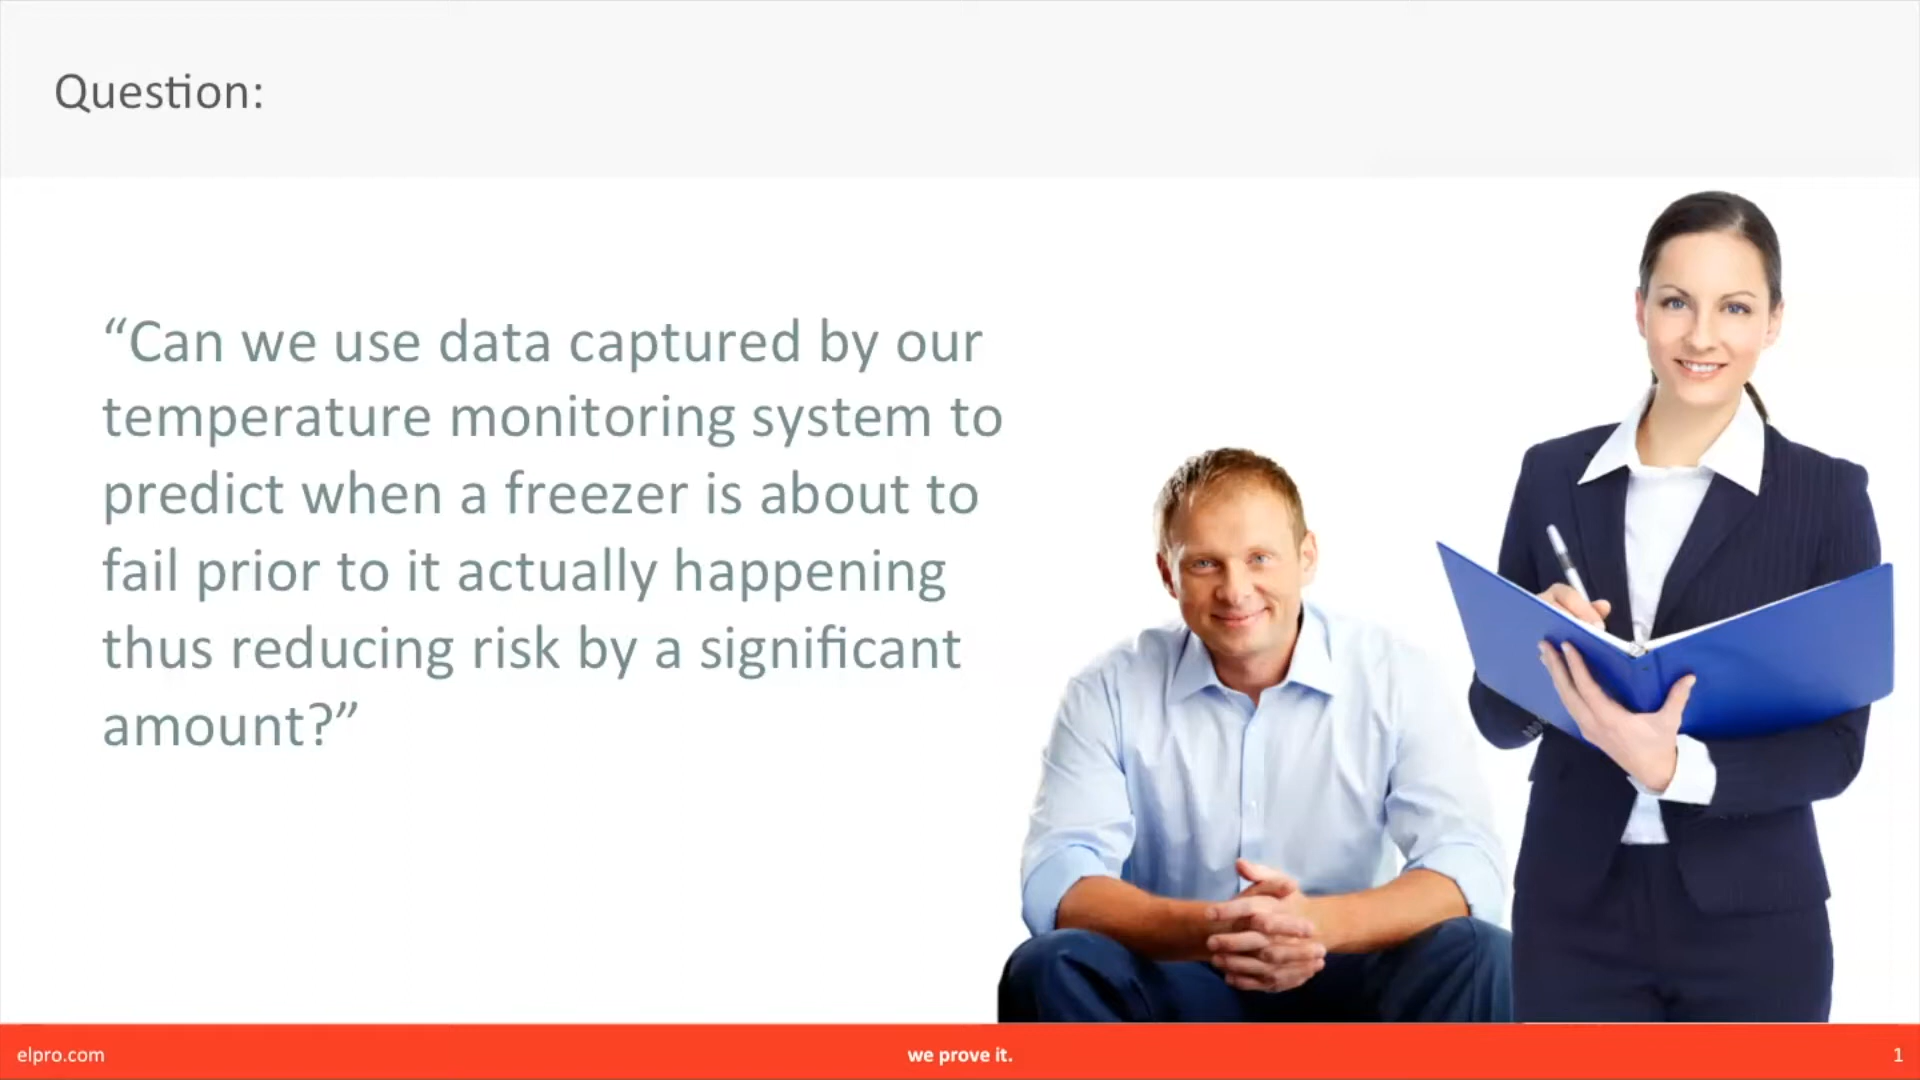 Question:
“Can we use data captured by our
temperature monitoring system to
predict when a freezer is about to
fail prior to it actually happening
thus reducing risk by a significant
amount?”
elpro.com
we prove it.
1